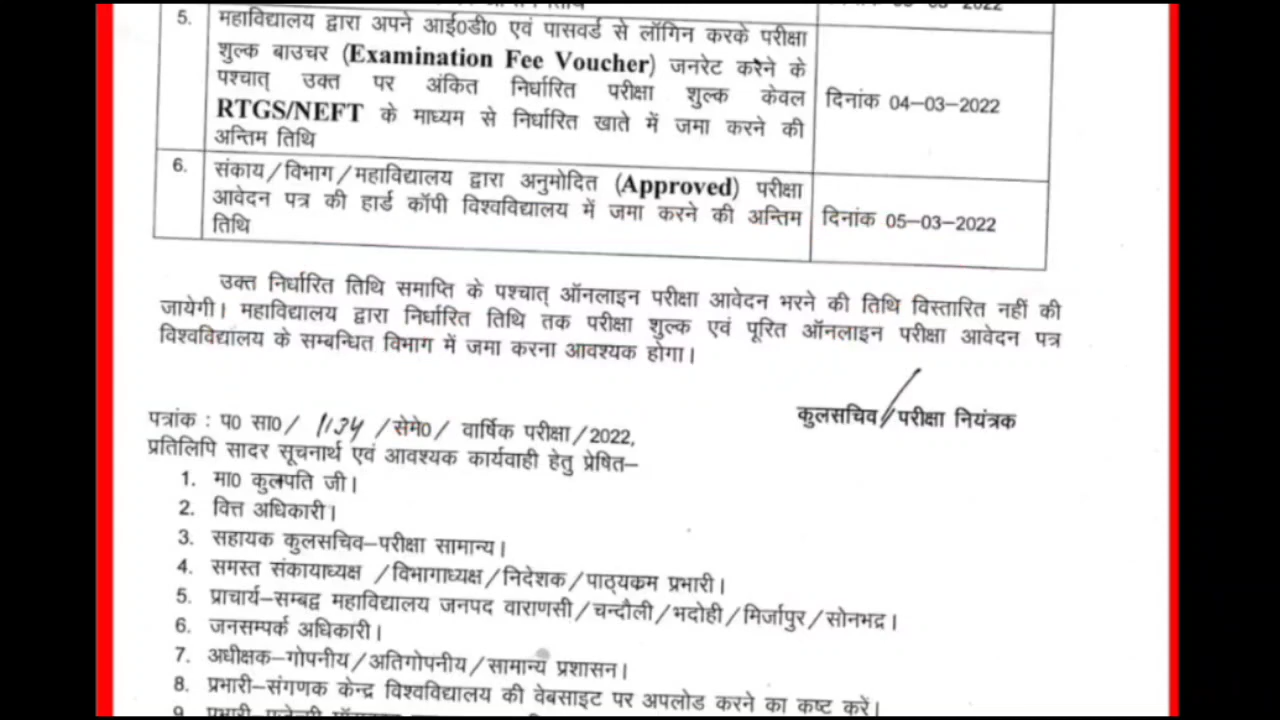 03-03-2022
5. महाविद्यालय द्वारा अपने आई0डी0 एवं पासवर्ड से लॉगिन करके परीक्षा
शुल्क बाउचर (Examination Fee Voucher) जनरेट करेने के
पश्चात् उक्त पर अंकित निर्धारित परीक्षा शुल्क केवल
RTGS/NEFT के माध्यम से निर्धारित खाते में जमा करने की
अन्तिम तिथि
दिनांक 04-03-2022
6. संकाय/विभाग/महाविद्यालय द्वारा अनुमोदित (Approved) परीक्षा
आवेदन पत्र की हार्ड कॉपी विश्वविद्यालय में जमा करने की अन्तिम
तिथि
दिनांक 05-03-2022
उक्त निर्धारित तिथि समाप्ति के पश्चात् ऑनलाइन परीक्षा आवेदन भरने की तिथि विस्तारित नहीं की
जायेगी। महाविद्यालय द्वारा निर्धारित तिथि तक परीक्षा शुल्क एवं पूरित ऑनलाइन परीक्षा आवेदन पत्र
विश्वविद्यालय के सम्बन्धित विभाग में जमा करना आवश्यक होगा।
कुलसचिव/परीक्षा नियंत्रक
पत्रांक : प0 सा0/ 1134 /सेमे0/ वार्षिक परीक्षा/2022,
प्रतिलिपि सादर सूचनार्थ एवं आवश्यक कार्यवाही हेतु प्रेषित–
1. मा0 कुलपति जी।
2. वित्त अधिकारी।
3. सहायक कुलसचिव–परीक्षा सामान्य।
4. समस्त संकायाध्यक्ष /विभागाध्यक्ष/निदेशक/पाठ्यक्रम प्रभारी।
5. प्राचार्य–सम्बद्व महाविद्यालय जनपद वाराणसी/चन्दौली/भदोही/मिर्जापुर/सोनभद्र।
6. जनसम्पर्क अधिकारी।
7. अधीक्षक–गोपनीय/अतिगोपनीय/सामान्य प्रशासन।
8. प्रभारी–संगणक केन्द्र विश्वविद्यालय की वेबसाइट पर अपलोड करने का कष्ट करें।
9. प्रभारी